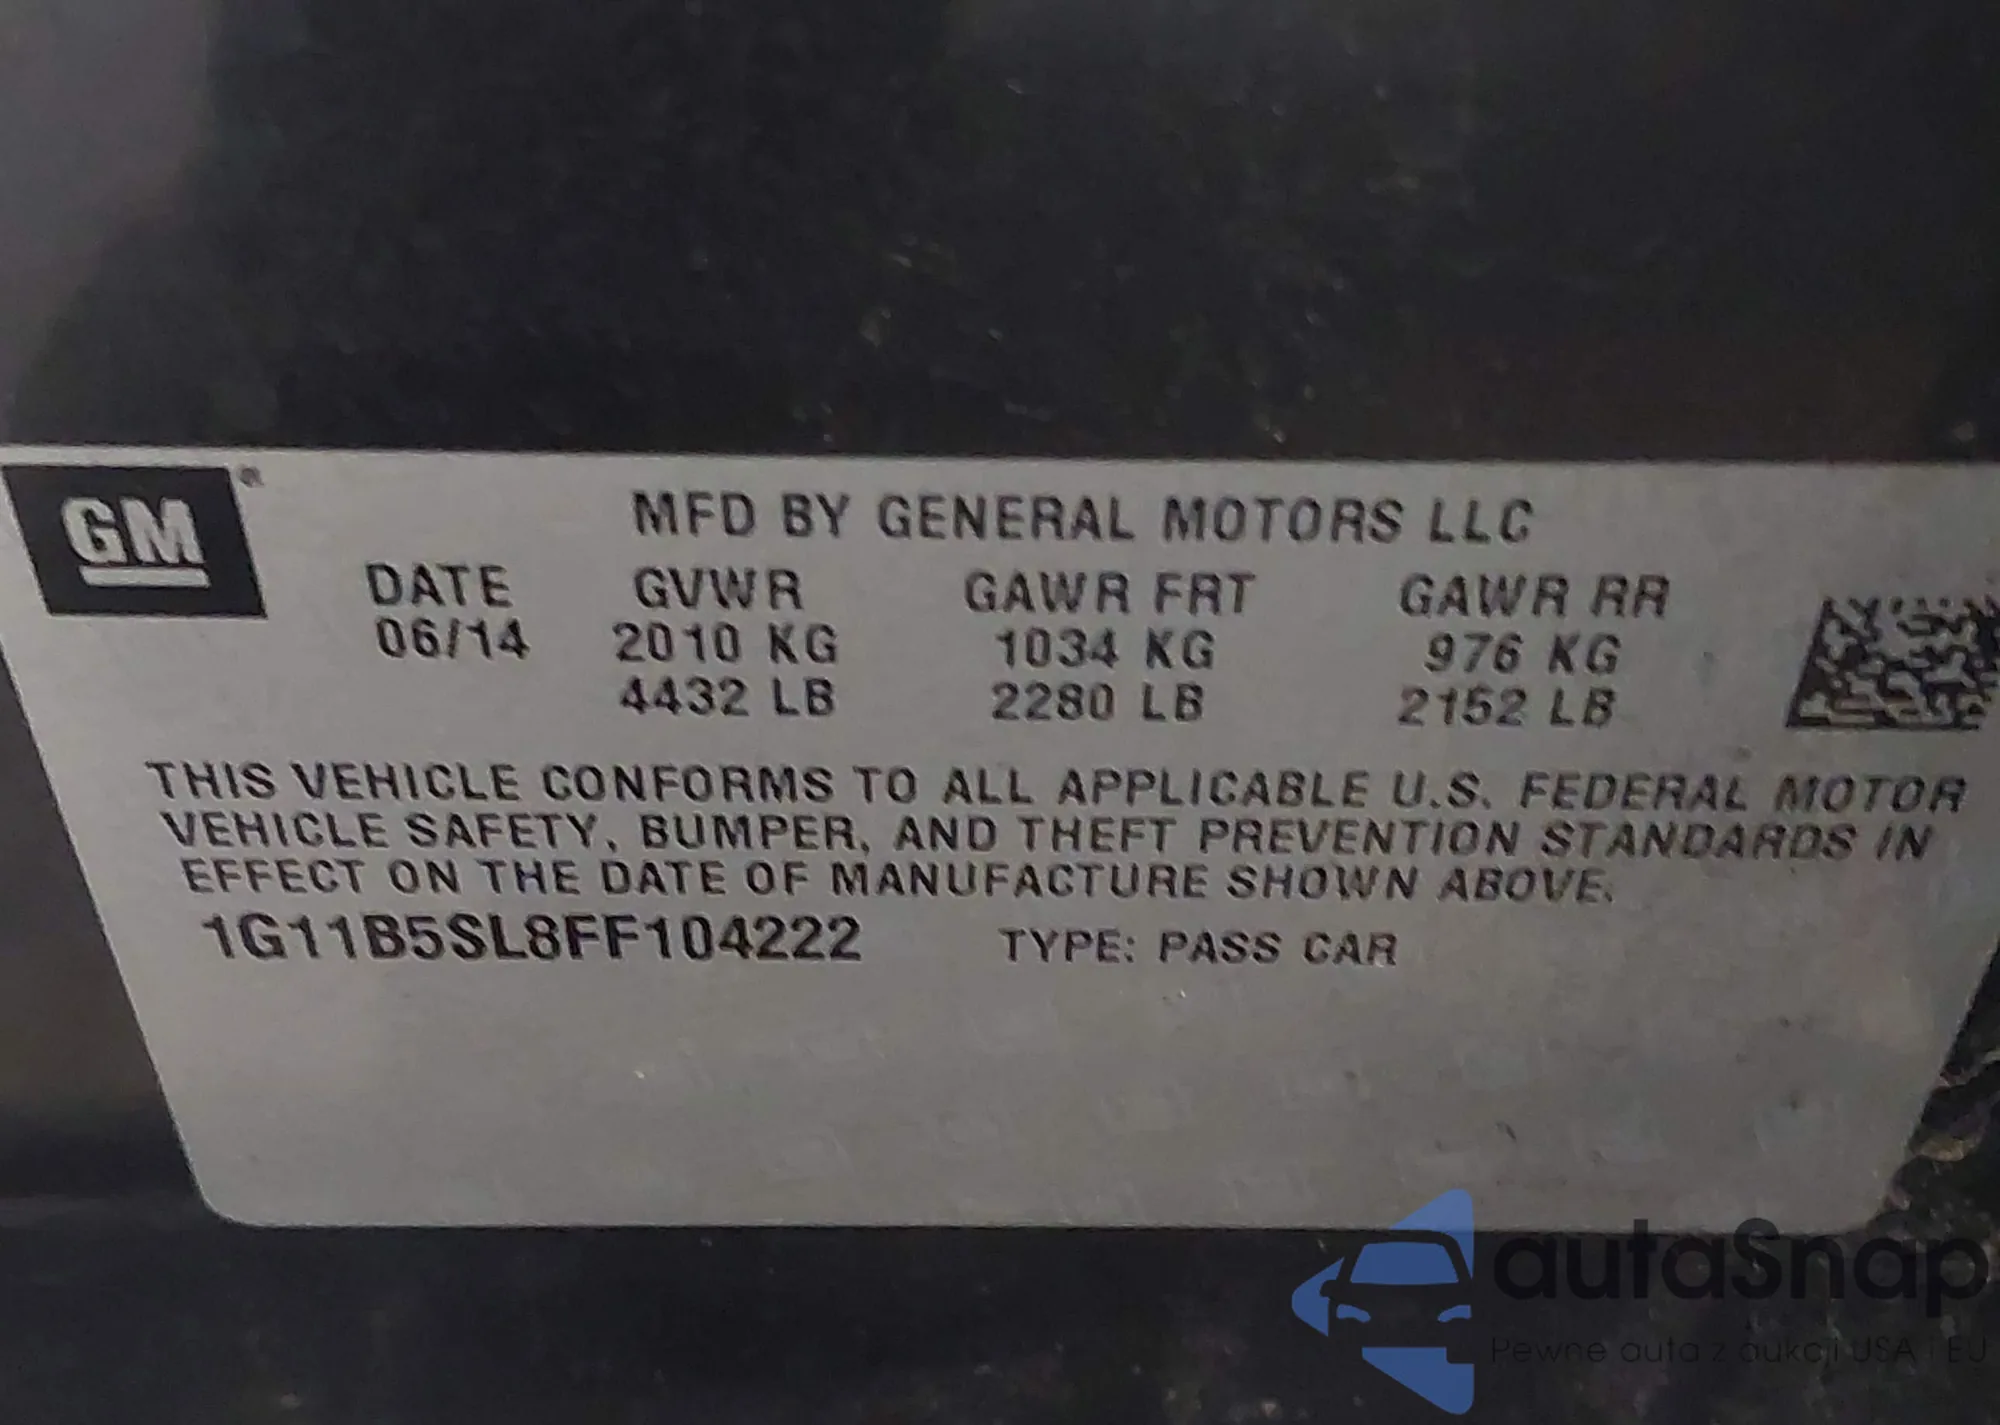 GM®
MFD BY GENERAL MOTORS LLC
DATE GVWR GAWR FRT GAWR RR
06/14 2010 KG 1034 KG 976 KG
4432 LB 2280 LB 2152 LB
THIS VEHICLE CONFORMS TO ALL APPLICABLE U.S. FEDERAL MOTOR
VEHICLE SAFETY, BUMPER, AND THEFT PREVENTION STANDARDS IN
EFFECT ON THE DATE OF MANUFACTURE SHOWN ABOVE.
1G11B5SL8FF104222 TYPE: PASS CAR
autaSnap
Pewne auta z aukcji USA i EU